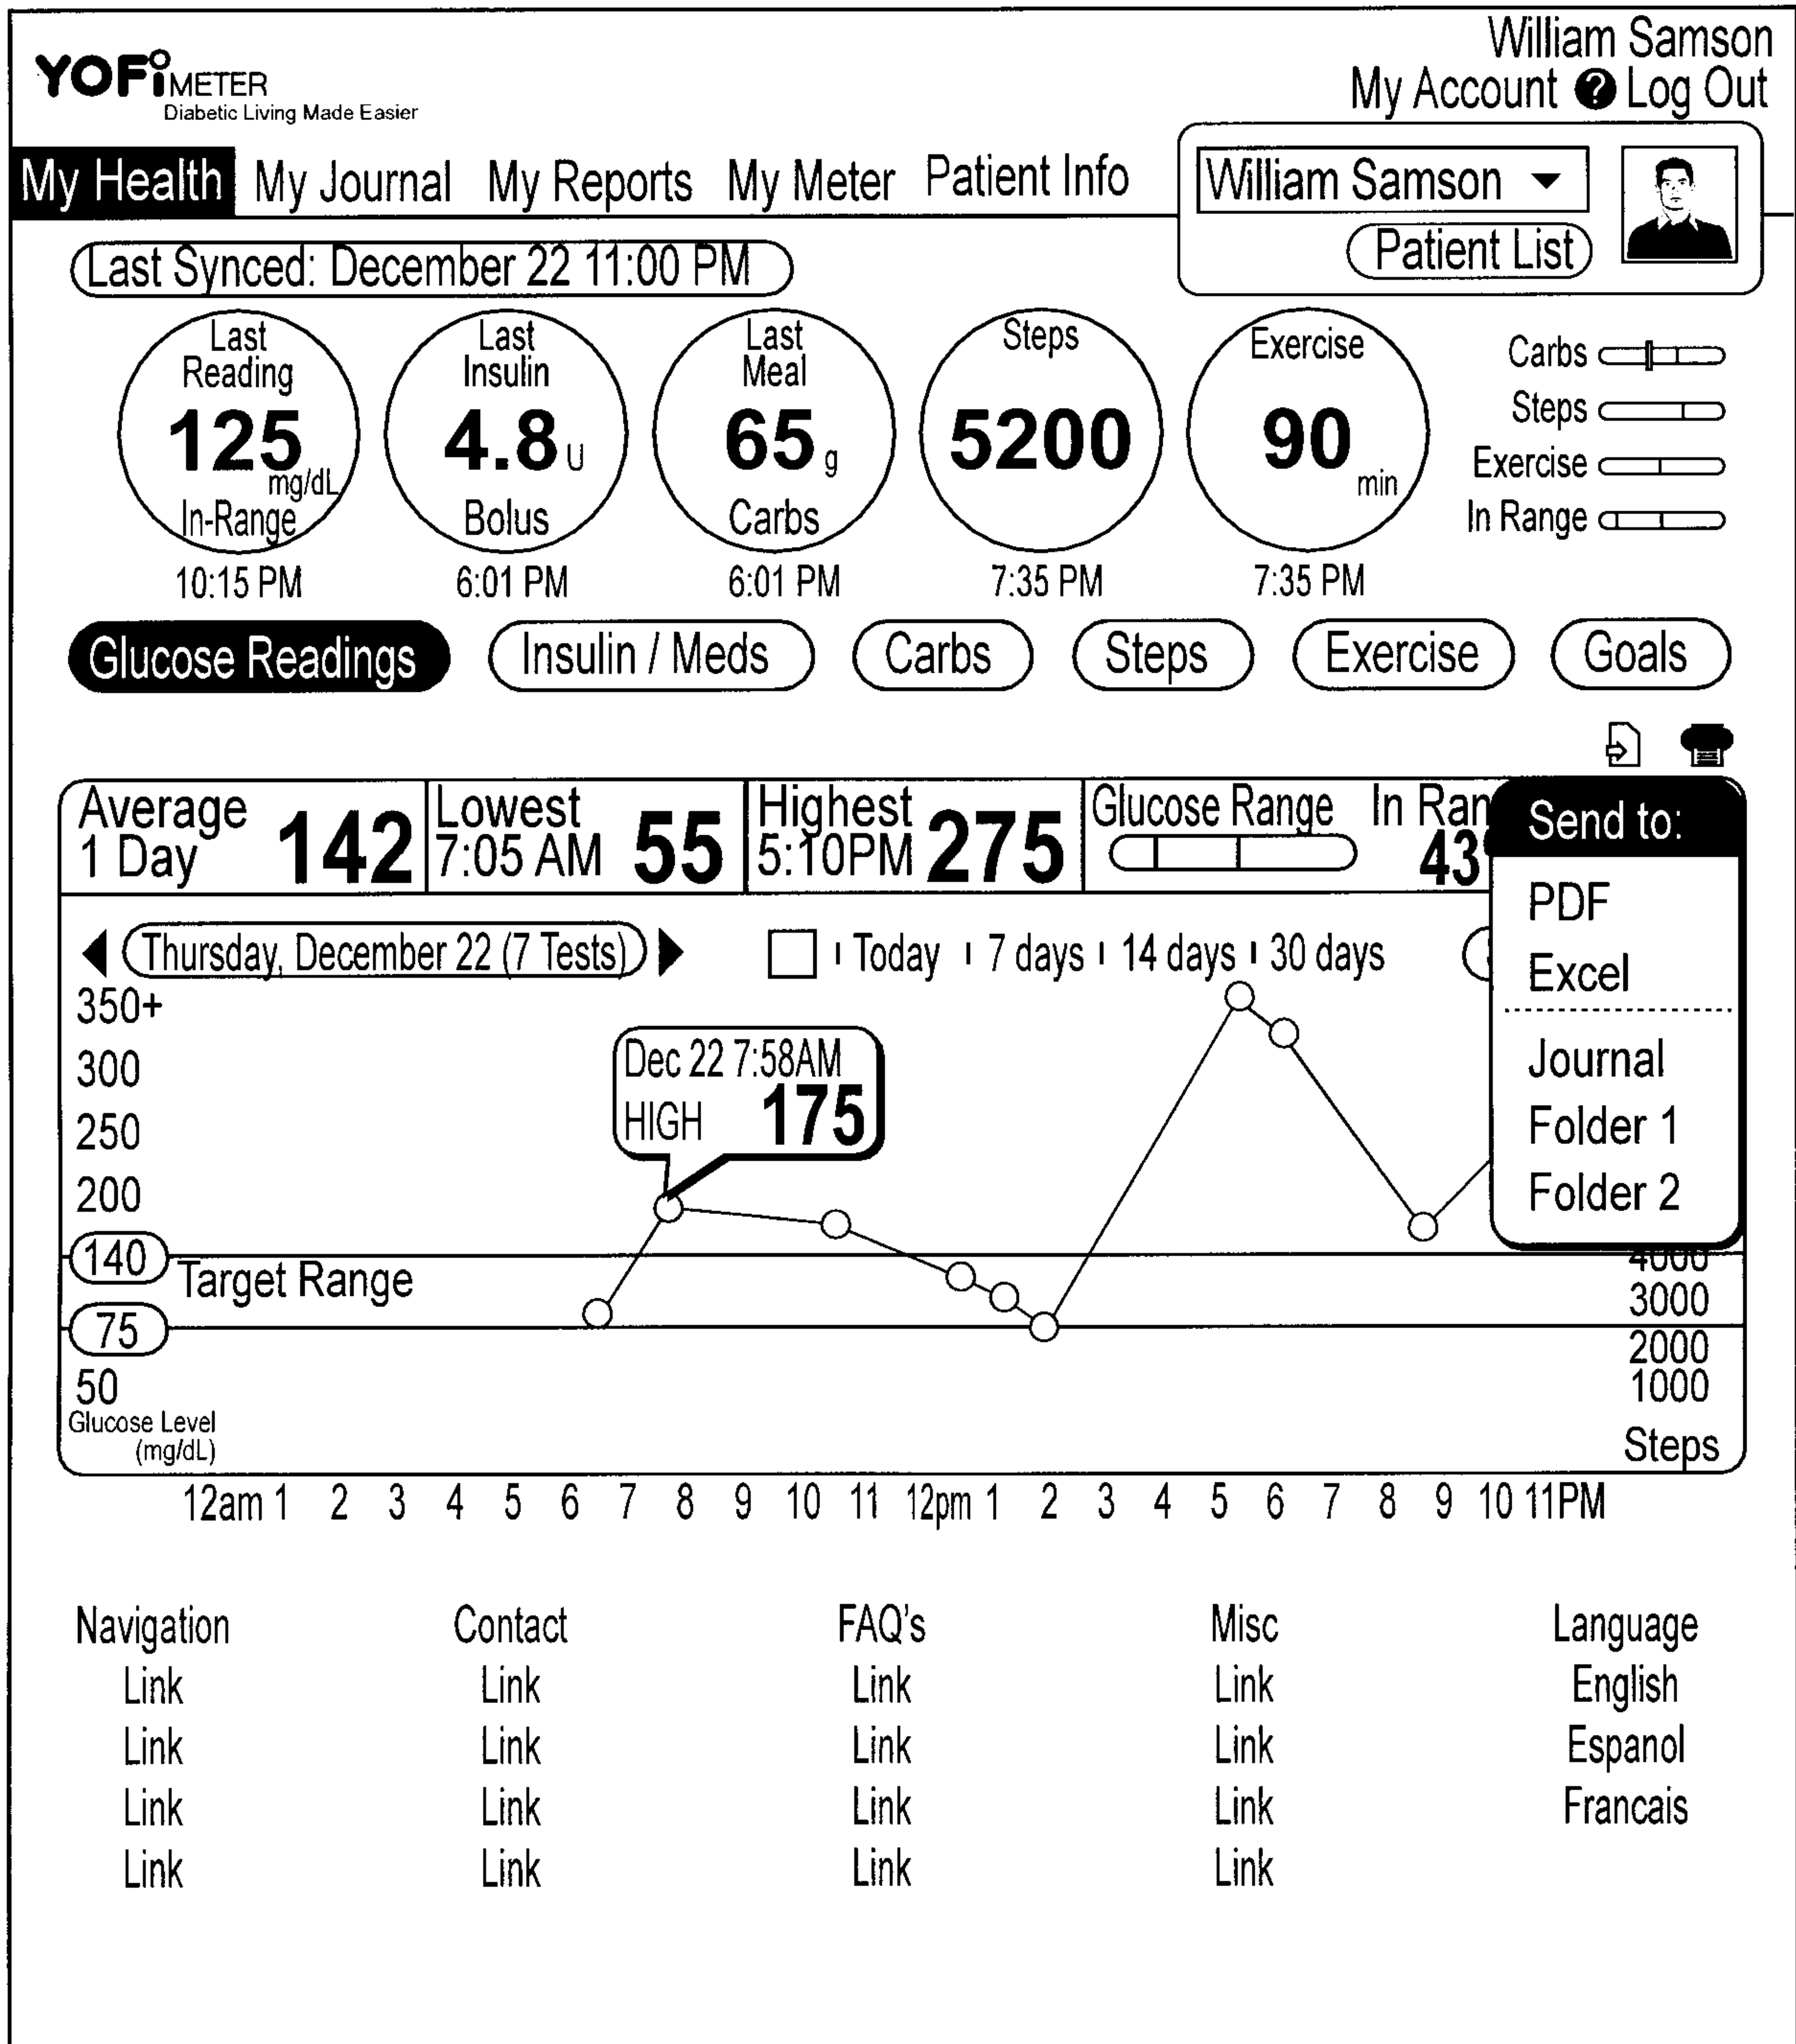 William Samson
YOFiMETER
My Account ? Log Out
Diabetic Living Made Easier
My Health My Journal My Reports My Meter Patient Info
William Samson
Patient List
Last Synced: December 22 11:00 PM
Last Reading 125 mg/dL In-Range 10:15 PM
Last Insulin 4.8 u Bolus 6:01 PM
Last Meal 65 g Carbs 6:01 PM
Steps 5200 7:35 PM
Exercise 90 min 7:35 PM
Carbs
Steps
Exercise
In Range
Glucose Readings Insulin / Meds Carbs Steps Exercise Goals
Average 1 Day 142
Lowest 7:05 AM 55
Highest 5:10PM 275
Glucose Range In Ran 43
Send to:
PDF
Excel
Journal
Folder 1
Folder 2
Thursday, December 22 (7 Tests)
Today 7 days 14 days 30 days
350+
300
250
200
140
75
50
Glucose Level
(mg/dL)
Dec 22 7:58AM
HIGH 175
Target Range
4000
3000
2000
1000
Steps
12am 1 2 3 4 5 6 7 8 9 10 11 12pm 1 2 3 4 5 6 7 8 9 10 11PM
Navigation Contact FAQ's Misc Language
Link Link Link Link English
Link Link Link Link Espanol
Link Link Link Link Francais
Link Link Link Link